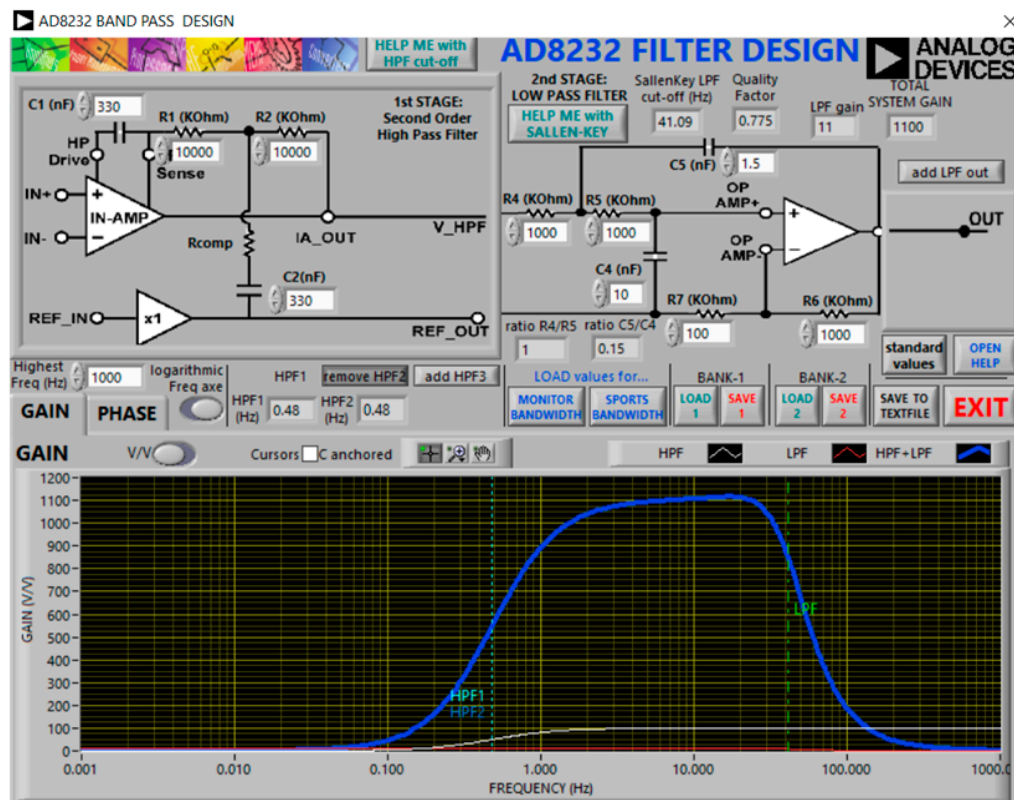 AD8232 BAND PASS DESIGN
HELP ME with
HPF cut-off
AD8232 FILTER DESIGN
ANALOG
DEVICES
C1 (nF)
330
R1 (KOhm)
10000
R2 (KOhm)
10000
1st STAGE:
Second Order
High Pass Filter
HP
Drive
Sense
IN+
IN-
+
-
IN-AMP
Rcomp
IA_OUT
V_HPF
C2(nF)
330
REF_IN
x1
REF_OUT
2nd STAGE:
LOW PASS FILTER
HELP ME with
SALLEN-KEY
SallenKey LPF
cut-off (Hz)
41.09
Quality
Factor
0.775
LPF gain
11
TOTAL
SYSTEM GAIN
1100
C5 (nF)
1.5
add LPF out
R4 (KOhm)
1000
R5 (KOhm)
1000
OP
AMP+
OP
AMP-
+
-
OUT
C4 (nF)
10
R7 (KOhm)
100
R6 (KOhm)
1000
ratio R4/R5
1
ratio C5/C4
0.15
standard
values
OPEN
HELP
Highest
Freq (Hz)
1000
logarithmic
Freq axe
HPF1
remove HPF2
add HPF3
HPF1
(Hz)
0.48
HPF2
(Hz)
0.48
GAIN
PHASE
LOAD values for...
MONITOR
BANDWIDTH
SPORTS
BANDWIDTH
BANK-1
LOAD
1
SAVE
1
BANK-2
LOAD
2
SAVE
2
SAVE TO
TEXTFILE
EXIT
GAIN
V/V
Cursors
C anchored
HPF
LPF
HPF+LPF
GAIN (V/V)
1200
1100
1000
900
800
700
600
500
400
300
200
100
0
HPF1
HPF2
LPF
0.001
0.010
0.100
1.000
10.000
100.000
1000.0
FREQUENCY (Hz)